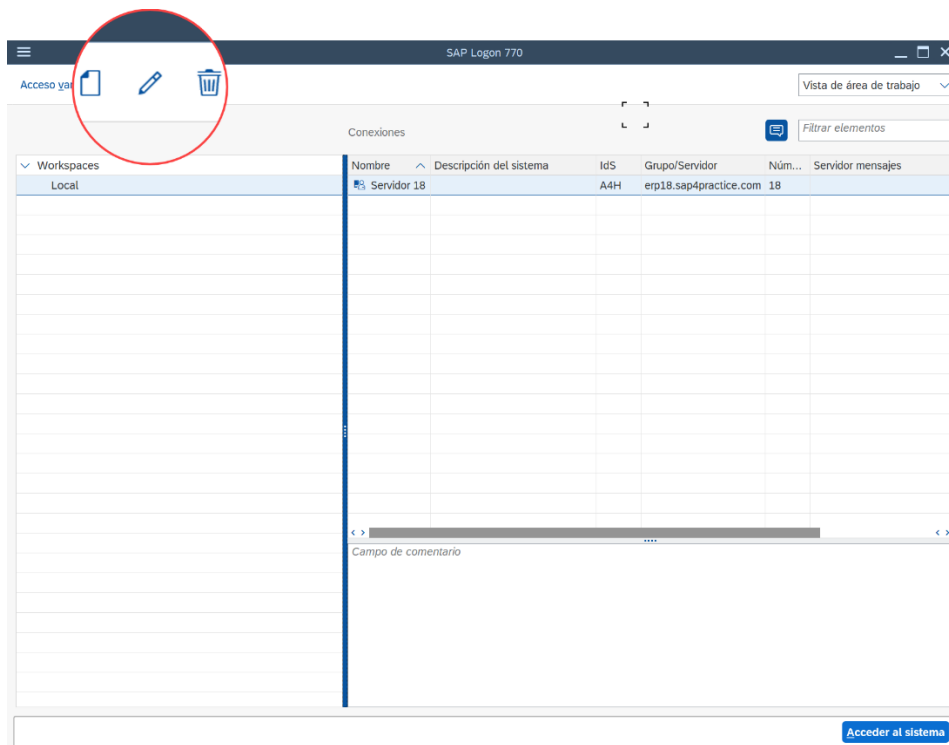 SAP Logon 770
Acceso
Vista de área de trabajo
Conexiones
Filtrar elementos
Workspaces
Nombre Descripción del sistema IdS Grupo/Servidor Núm... Servidor mensajes
Local
Servidor 18 A4H erp18.sap4practice.com 18
Campo de comentario
Acceder al sistema